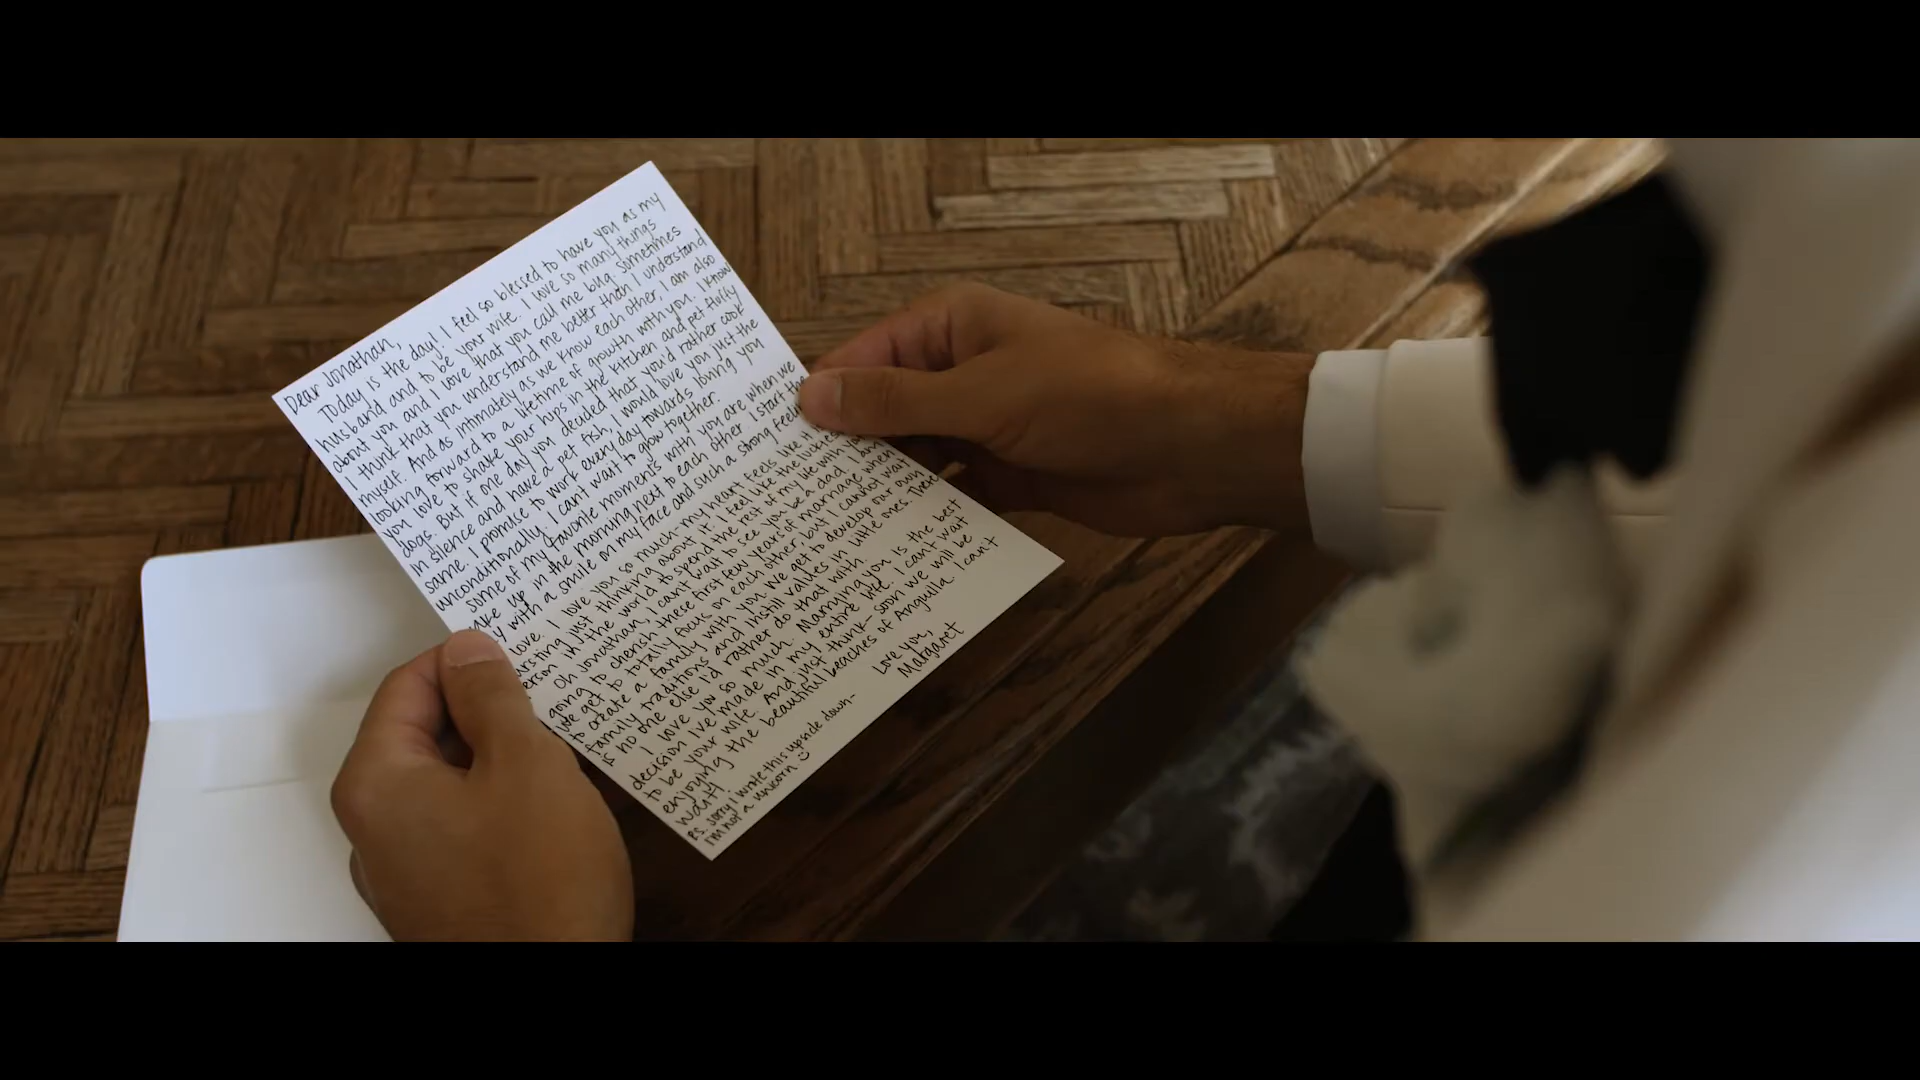 Dear Jonathan,
Today is the day! I feel so blessed to have you as my
husband and to be your wife. I love so many things
about you and I love that you call me bug. Sometimes
I think that you understand me better than I understand
myself. And as intimately as we know each other, I am also
looking forward to a lifetime of growth with you. I know
you love to shake your hips in the kitchen and pet fluffy
dogs. But if one day you decided that you'd rather cook
in silence and have a pet fish, I would love you just the
same. I promise to work everyday towards loving you
unconditionally. I can't want to grow together.
Some of my favorite moments with you are when we
up in the morning next to each other. I start the
with a smile on my face and such a strong
love. I love you so much- my heart feels like it
just thinking about it. I feel like the
in the world to spend the rest of my life with
Oh Jonathan, I can't wait to see you be a dad. I am
going to cherish these first few years of marriage when
we get to totally focus on each other, but I cannot wait
to create a family with you. We get to develop our own
family traditions and instill values in little ones. There
is no one else I'd rather do that with.
I love you so much. Marrying you is the best
decision I've made in my entire life. I can't wait
to be your wife. And just think- soon we will be
enjoying the beautiful beaches of Anguilla. I can't
wait!
Love you,
Margaret
P.S. Sorry I wrote this upside down-
I'm not a unicorn